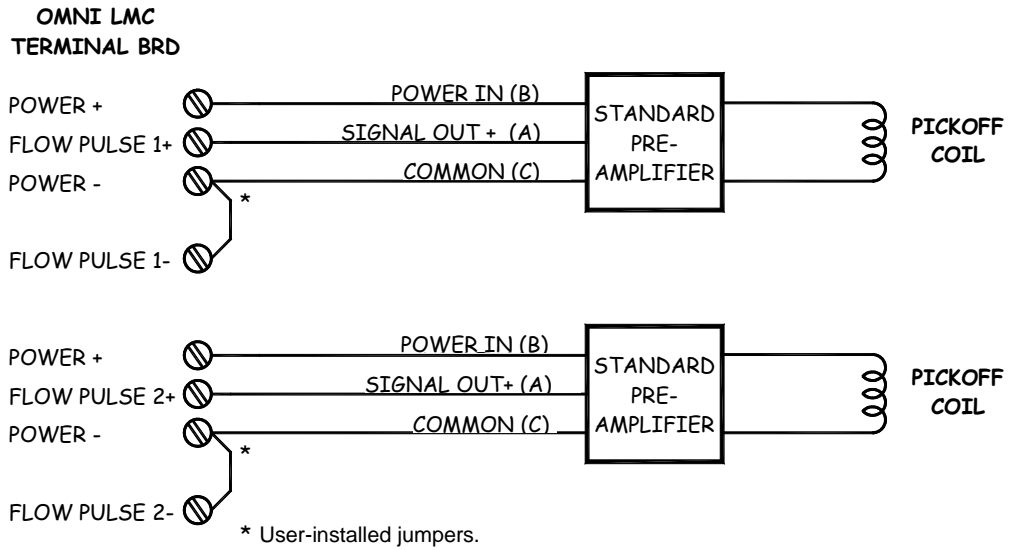 OMNI LMC
TERMINAL BRD
POWER +
POWER IN (B)
FLOW PULSE 1+
SIGNAL OUT + (A)
POWER -
COMMON (C)
*
FLOW PULSE 1-
STANDARD
PRE-
AMPLIFIER
PICKOFF
COIL
POWER +
POWER IN (B)
FLOW PULSE 2+
SIGNAL OUT+ (A)
POWER -
COMMON (C)
*
FLOW PULSE 2-
STANDARD
PRE-
AMPLIFIER
PICKOFF
COIL
* User-installed jumpers.